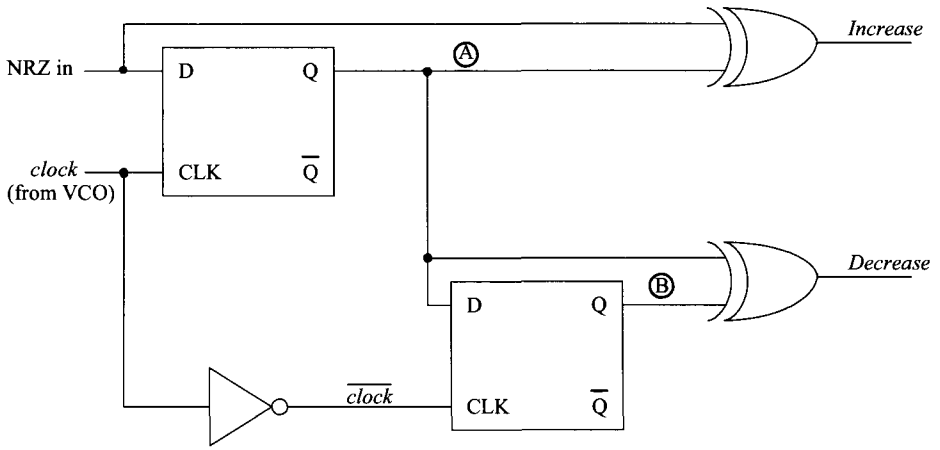 Increase
NRZ in
D
Q
A
clock
(from VCO)
CLK
Q
Decrease
B
D
Q
clock
CLK
Q